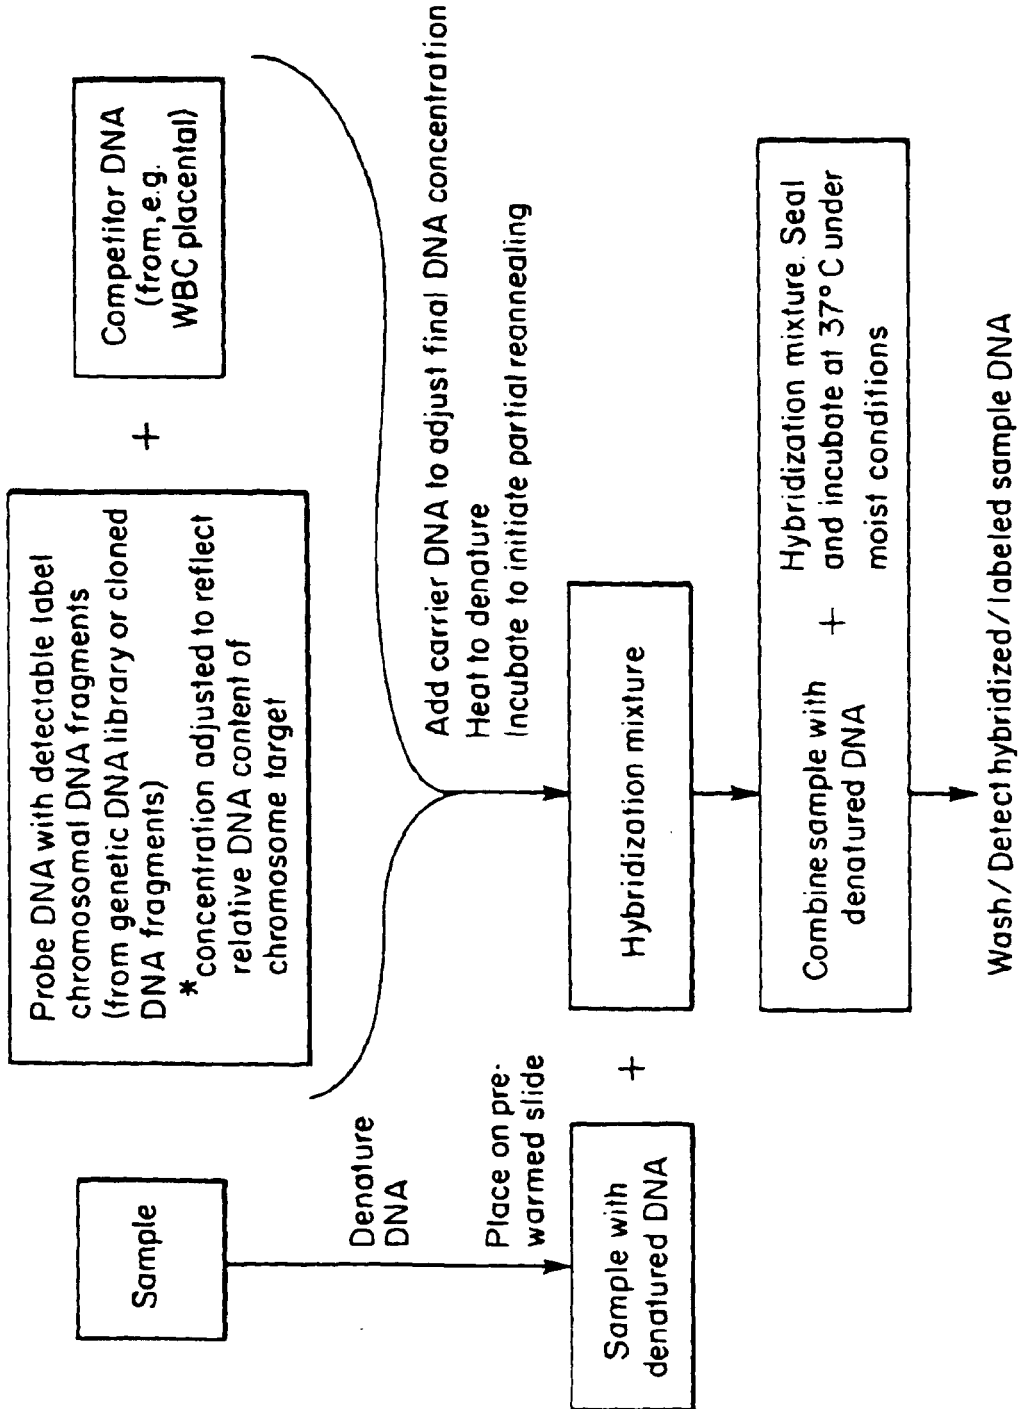 Sample
Denature
DNA
Place on pre-
warmed slide
Sample with
denatured DNA
+
Probe DNA with detectable label
chromosomal DNA fragments
(from genetic DNA library or cloned
DNA fragments)
*concentration adjusted to reflect
relative DNA content of
chromosome target
+
Competitor DNA
(from, e.g.
WBC placental)
Add carrier DNA to adjust final DNA concentration
Heat to denature
Incubate to initiate partial reannealing
Hybridization mixture
Combine sample with
denatured DNA
+
Hybridization mixture. Seal
and incubate at 37°C under
moist conditions
Wash / Detect hybridized / labeled sample DNA